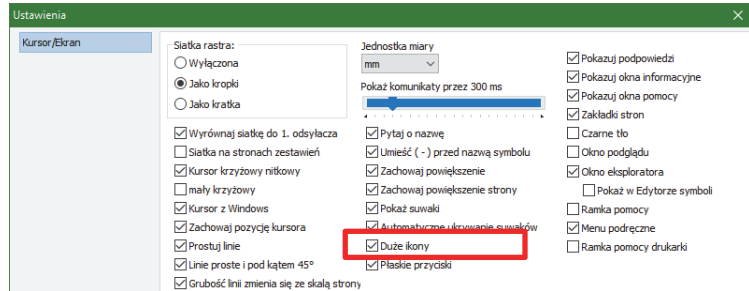 Ustawienia
Kursor/Ekran
Siatka rastra:
Wyłączona
Jako kropki
Jako kratka
Wyrównaj siatkę do 1. odsyłacza
Siatka na stronach zestawień
Kursor krzyżowy nitkowy
mały krzyżowy
Kursor z Windows
Zachowaj pozycję kursora
Prostuj linie
Linie proste i pod kątem 45°
Grubość linii zmienia się ze skalą strony
Jednostka miary
mm
Pokaż komunikaty przez 300 ms
Pytaj o nazwę
Umieść ( - ) przed nazwą symbolu
Zachowaj powiększenie
Zachowaj powiększenie strony
Pokaż suwaki
Automatyczne ukrywanie suwaków
Duże ikony
Płaskie przyciski
Pokazuj podpowiedzi
Pokazuj okna informacyjne
Pokazuj okna pomocy
Zakładki stron
Czarne tło
Okno podglądu
Okno eksploratora
Pokaż w Edytorze symboli
Ramka pomocy
Menu podręczne
Ramka pomocy drukarki